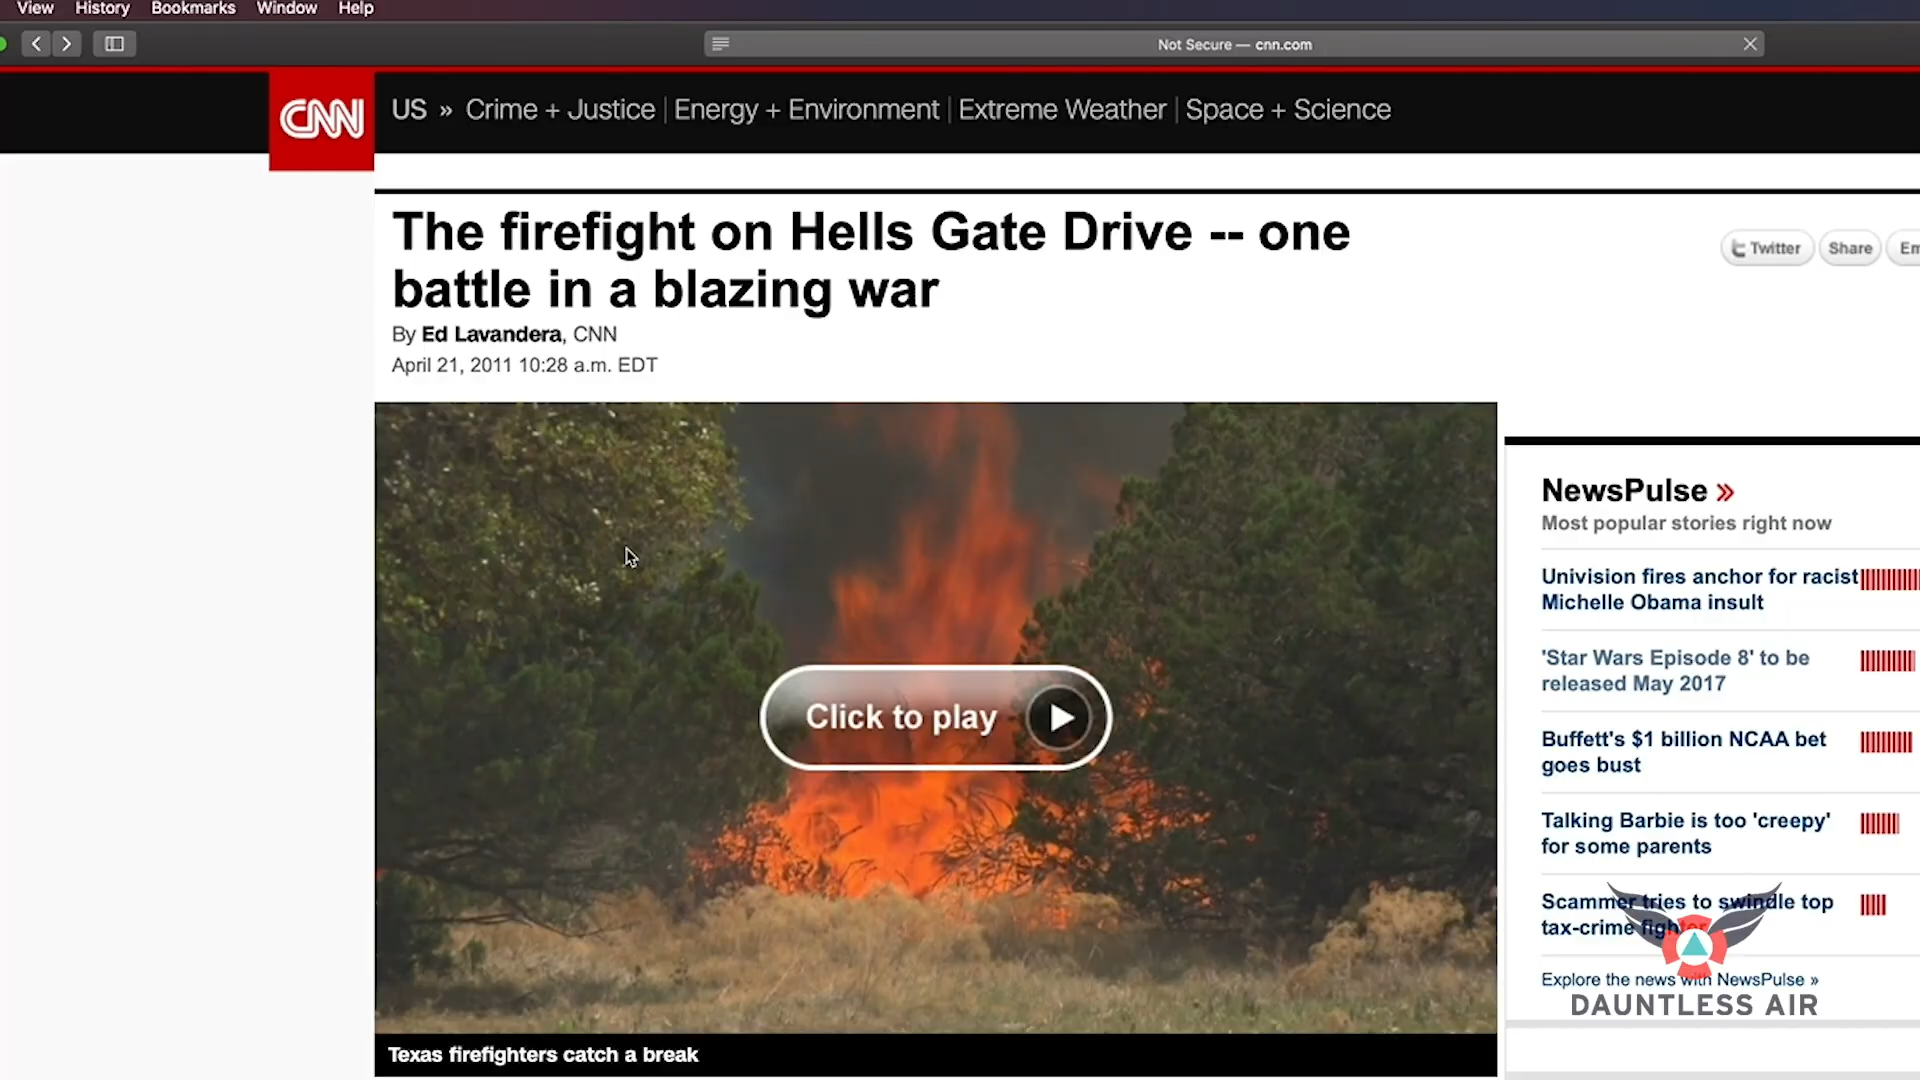 View History Bookmarks Window Help
Not Secure — cnn.com
CNN
US » Crime + Justice | Energy + Environment | Extreme Weather | Space + Science
The firefight on Hells Gate Drive -- one
battle in a blazing war
By Ed Lavandera, CNN
April 21, 2011 10:28 a.m. EDT
Twitter
Share
Em
Click to play
Texas firefighters catch a break
NewsPulse »
Most popular stories right now
Univision fires anchor for racist
Michelle Obama insult
'Star Wars Episode 8' to be
released May 2017
Buffett's $1 billion NCAA bet
goes bust
Talking Barbie is too 'creepy'
for some parents
Scammer tries to swindle top
tax-crime fighter
Explore the news with NewsPulse »
DAUNTLESS AIR